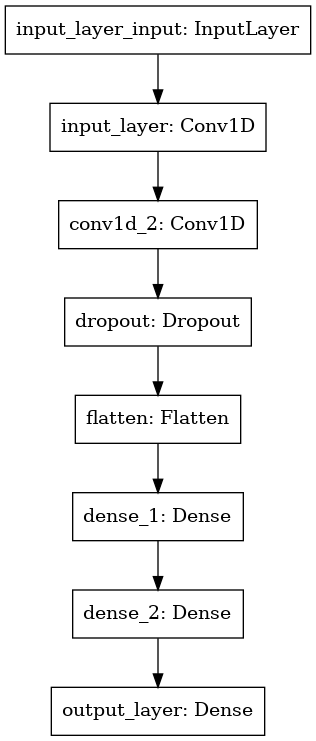 input_layer_input: InputLayer
input_layer: Conv1D
conv1d_2: Conv1D
dropout: Dropout
flatten: Flatten
dense_1: Dense
dense_2: Dense
output_layer: Dense